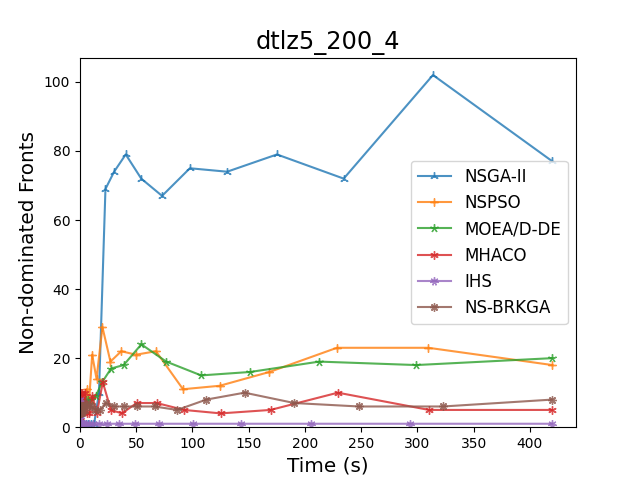 dtlz5_200_4
Non-dominated Fronts
100
80
60
40
20
0
0 50 100 150 200 250 300 350 400
Time (s)
NSGA-II
NSPSO
MOEA/D-DE
MHACO
IHS
NS-BRKGA